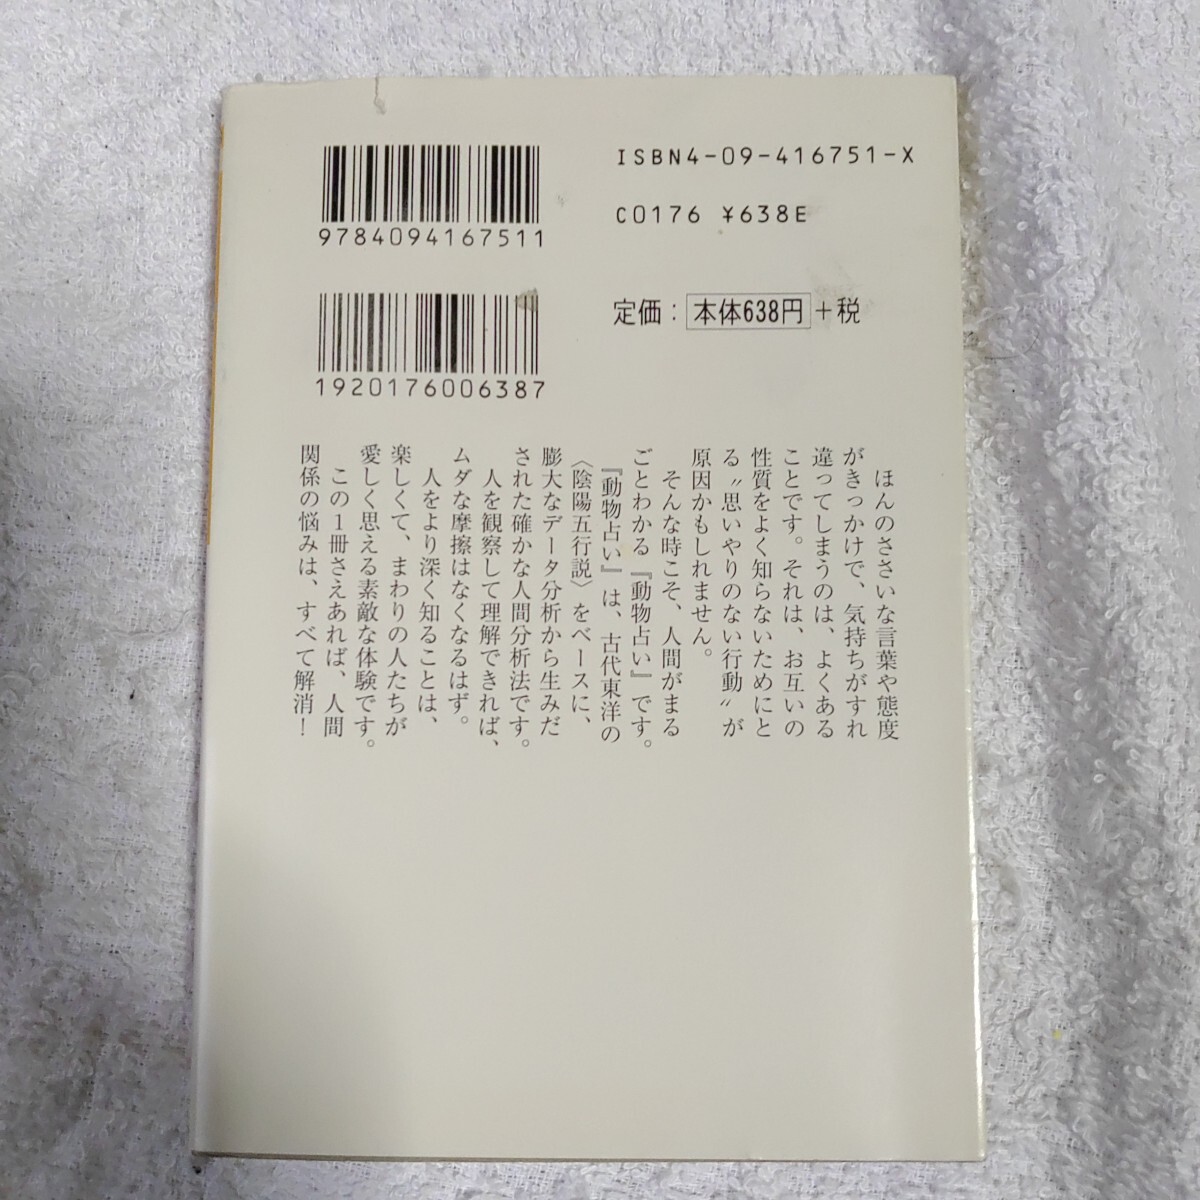 ISBN4-09-416751-X
C0176 ¥638E
9784094167511
定価：本体638円＋税
1920176006387
ほんのささいな言葉や態度
がきっかけで、気持ちがすれ
違ってしまうのは、よくある
ことです。それは、お互いの
性質をよく知らないためにと
る〝思いやりのない行動〟が
原因かもしれません。
そんな時こそ、人間がまる
ごとわかる『動物占い』です。
『動物占い』は、古代東洋の
〈陰陽五行説〉をベースに、
膨大なデータ分析から生みだ
された確かな人間分析法です。
人を観察して理解できれば、
ムダな摩擦はなくなるはず。
人をより深く知ることは、
楽しくて、まわりの人たちが
愛しく思える素敵な体験です。
この1冊さえあれば、人間
関係の悩みは、すべて解消！